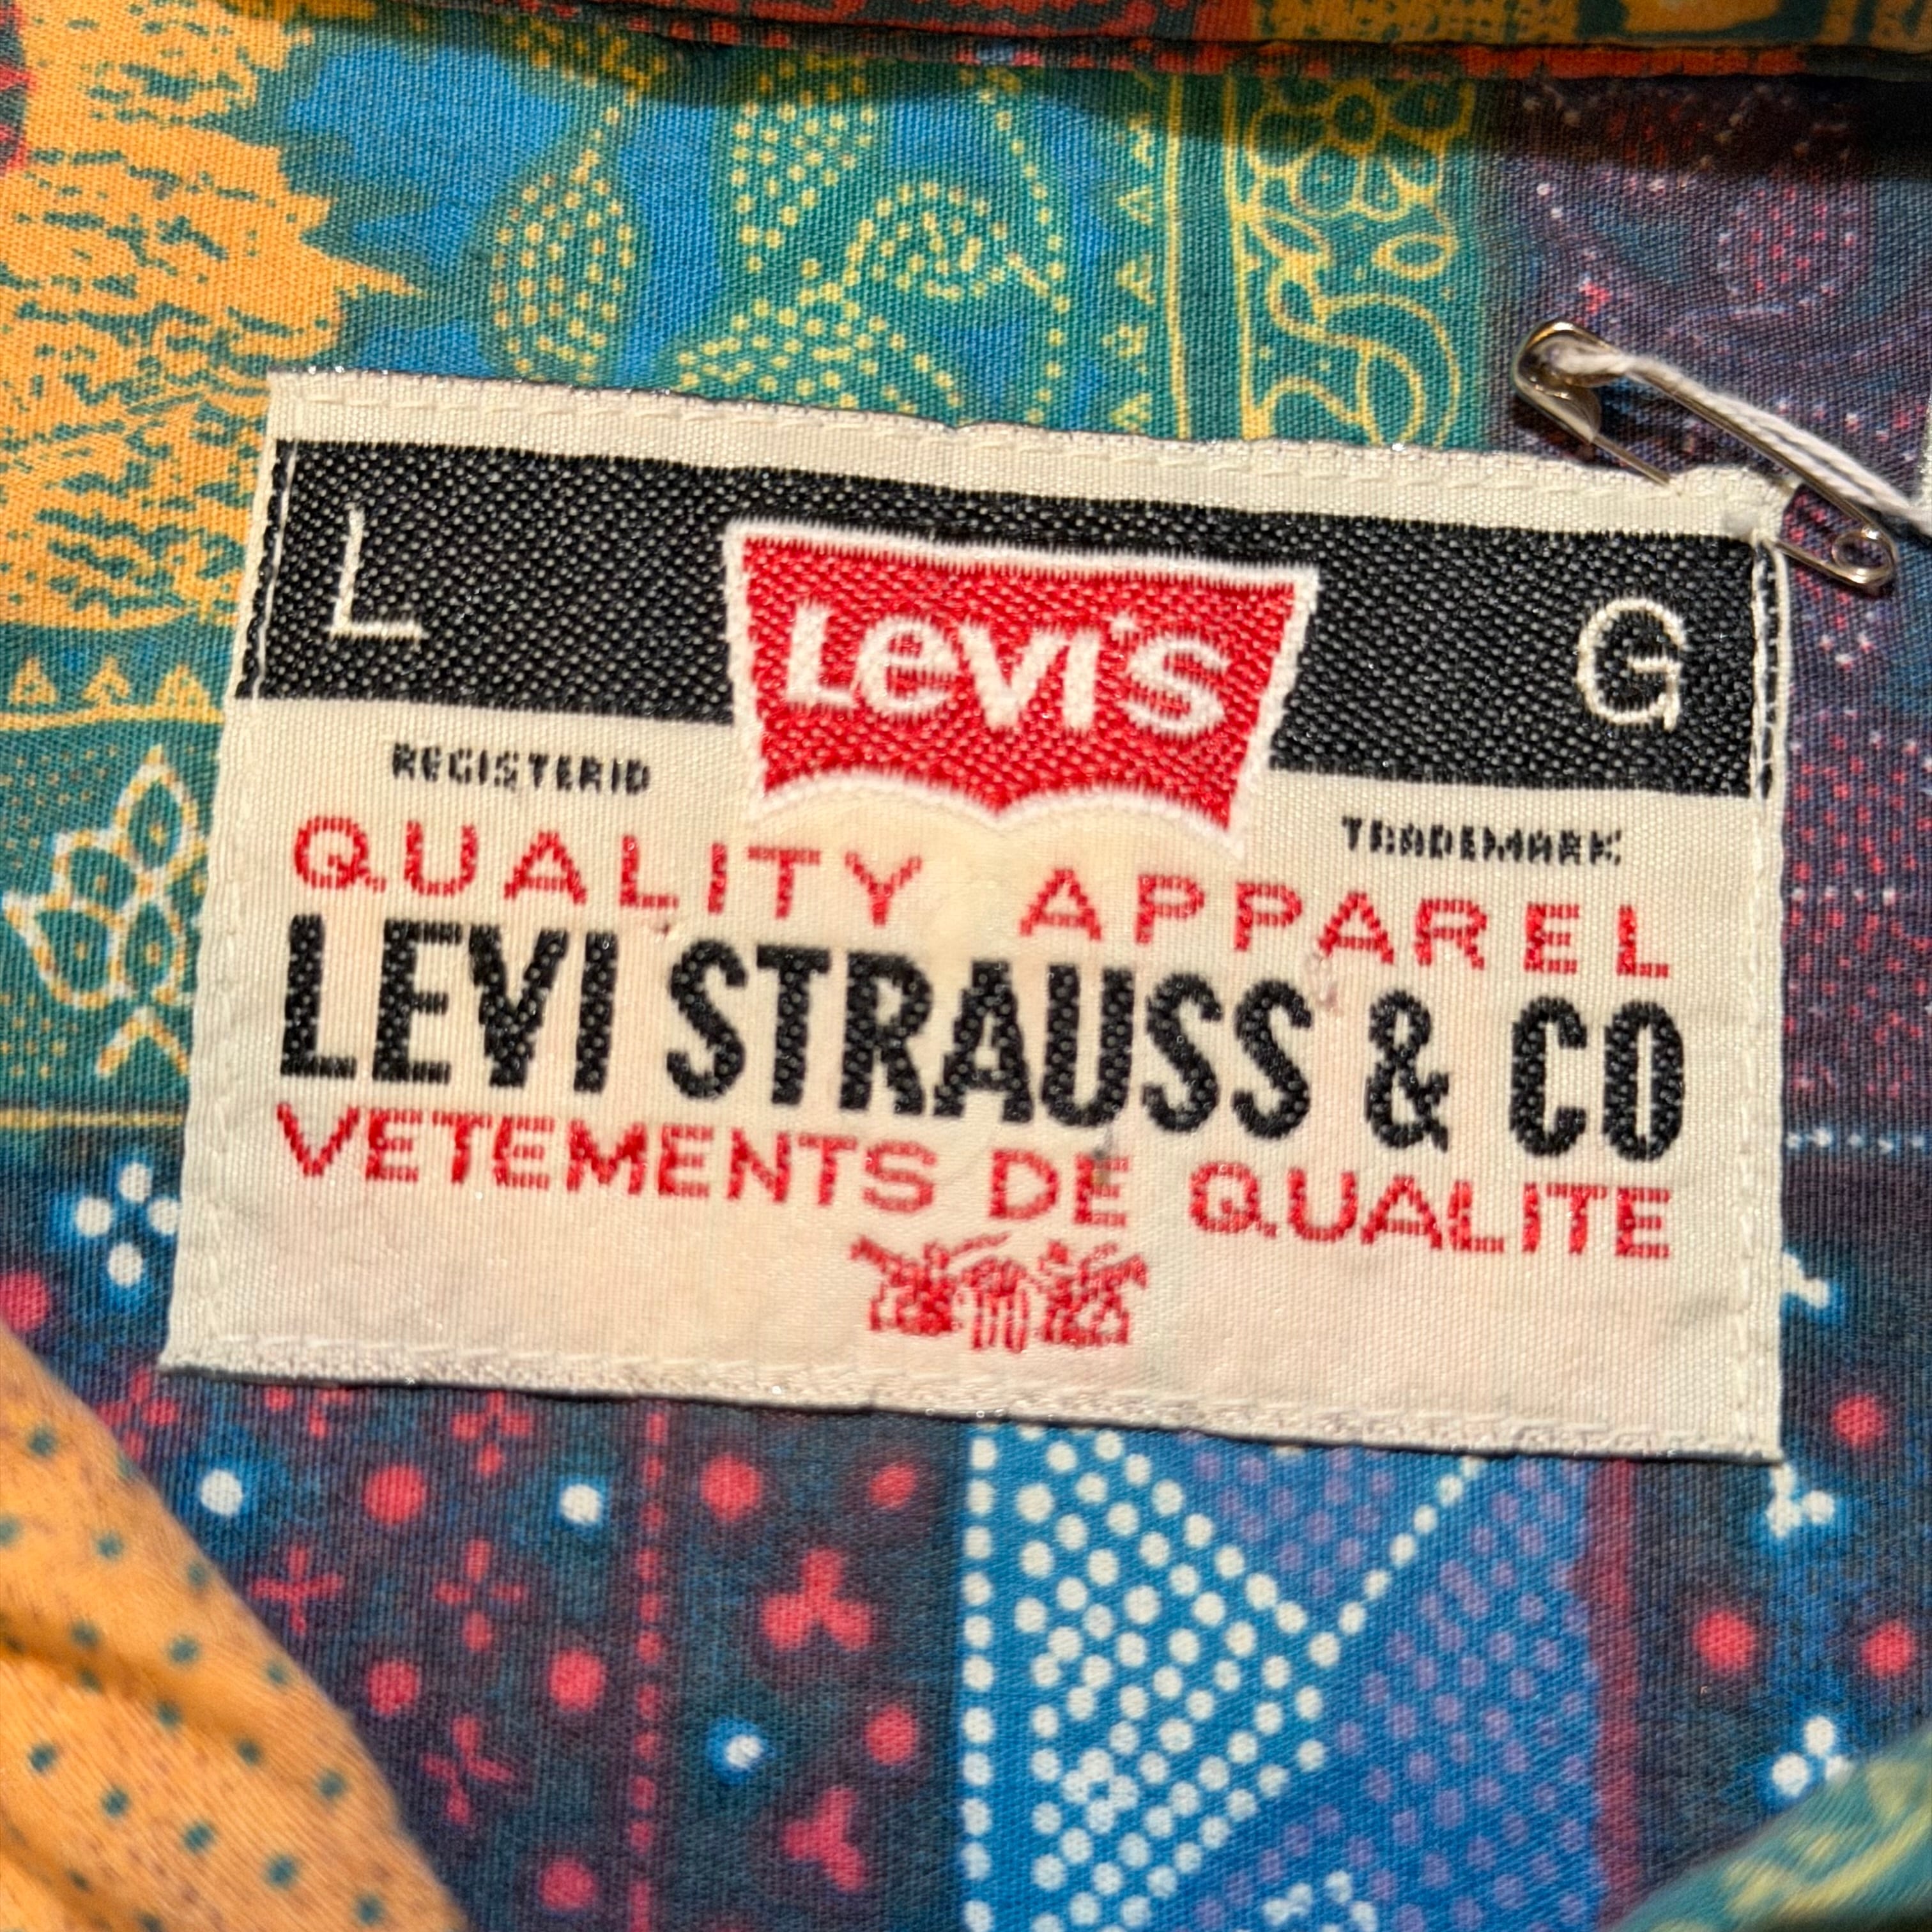 L Levi's G
REGISTERED TRADEMARK
QUALITY APPAREL
LEVI STRAUSS & CO
VETEMENTS DE QUALITE